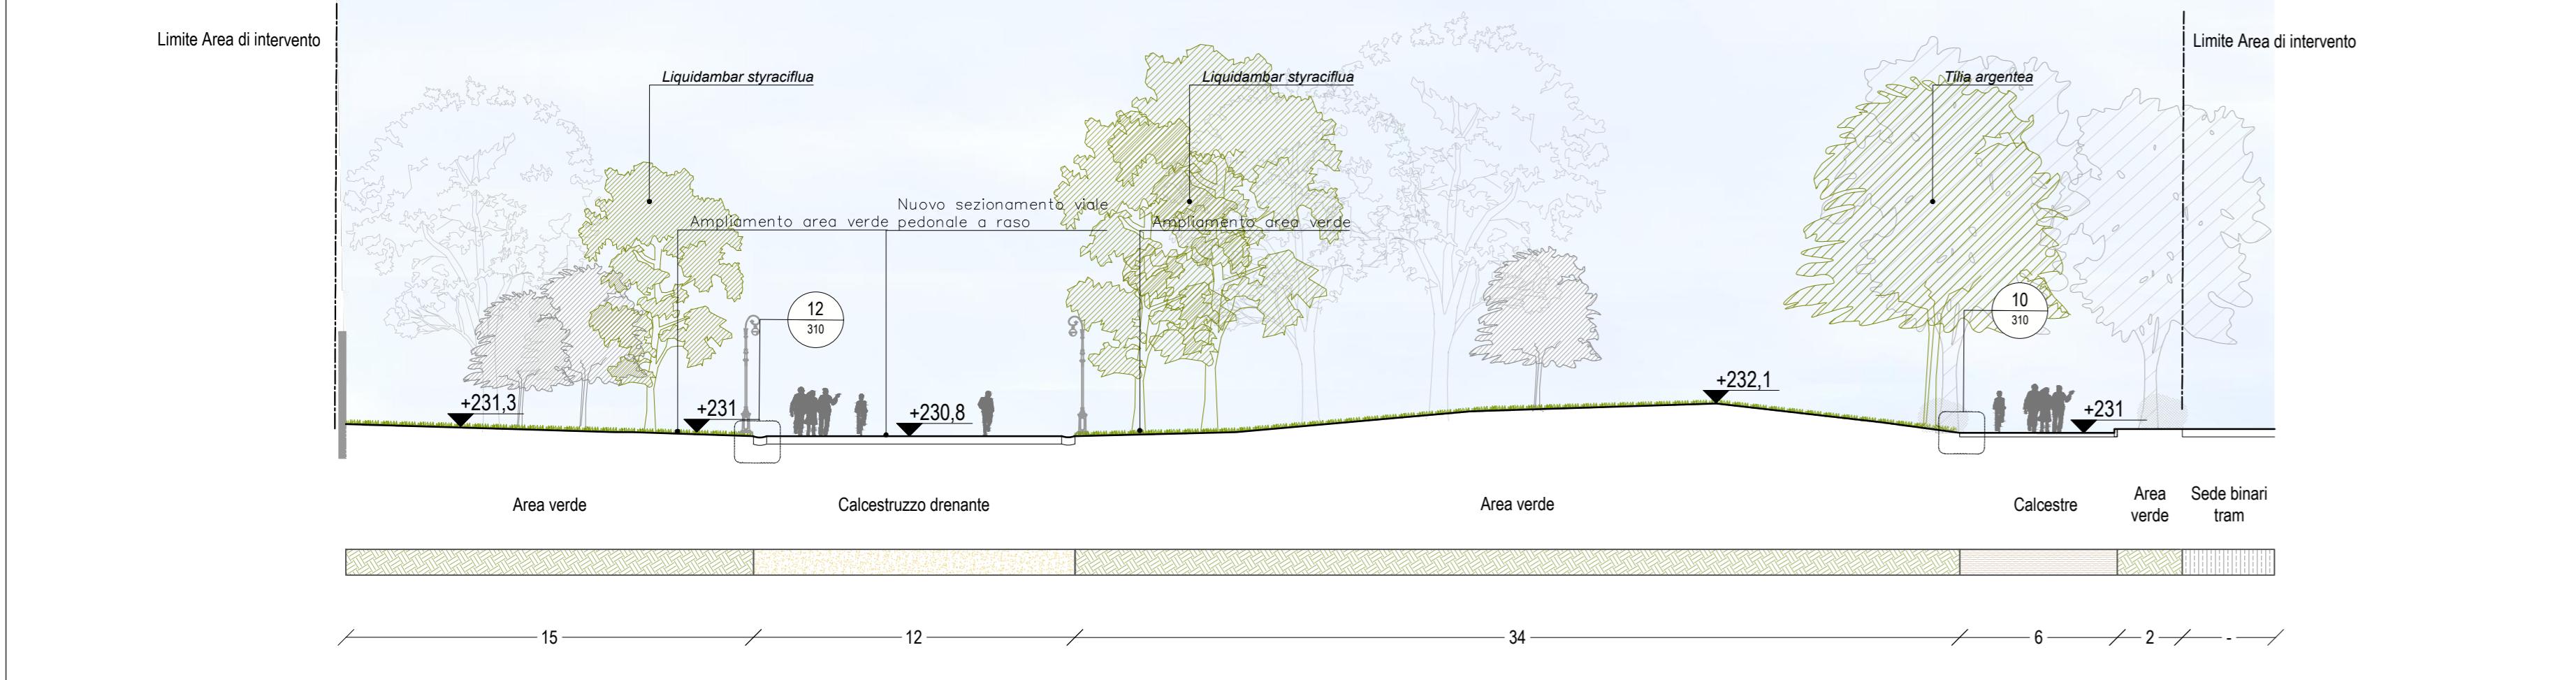 Limite Area di intervento
Limite Area di intervento
Liquidambar styraciflua
Liquidambar styraciflua
Tilia argentea
Ampliamento area verde
Nuovo sezionamento viale
pedonale a raso
Ampliamento area verde
12
310
10
310
+231,3
+231
+230,8
+232,1
+231
Area verde
Calcestruzzo drenante
Area verde
Calcestre
Area
verde
Sede binari
tram
15
12
34
6
2
-